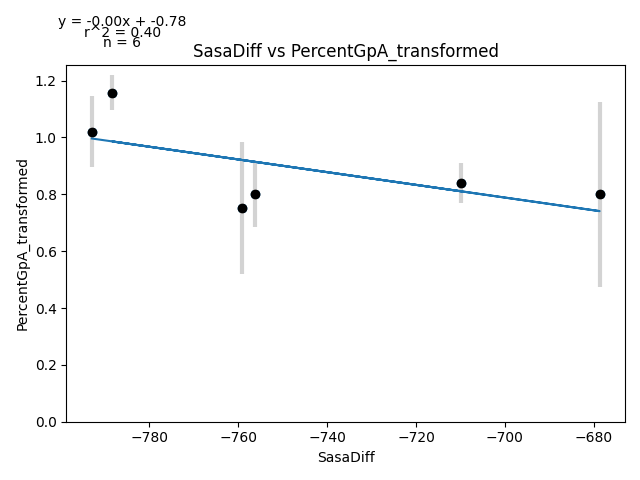 y = -0.00x + -0.78
r^2 = 0.40
n = 6
SasaDiff vs PercentGpA_transformed
PercentGpA_transformed
1.2
1.0
0.8
0.6
0.4
0.2
0.0
−780
−760
−740
−720
−700
−680
SasaDiff